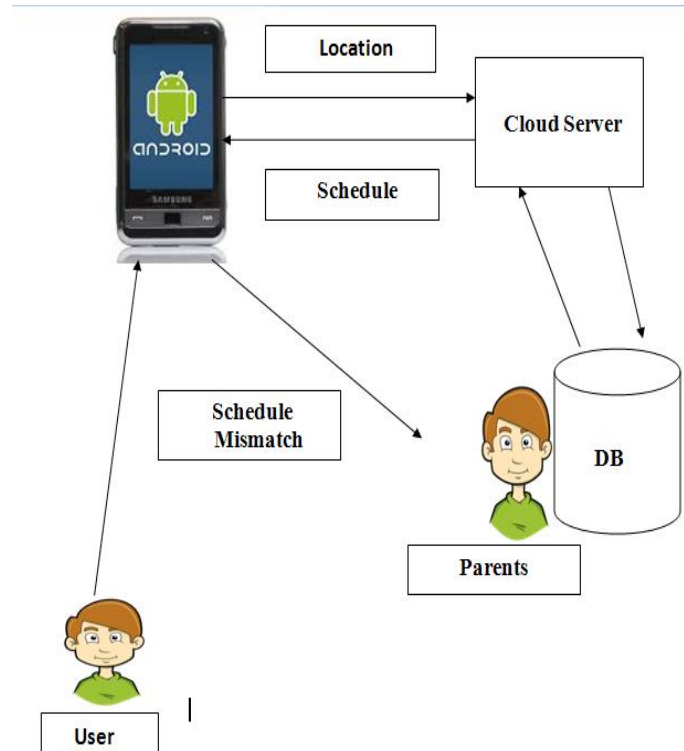 Location
Cloud Server
ANDROID
Schedule
SAMSUNG
Schedule
Mismatch
DB
Parents
User